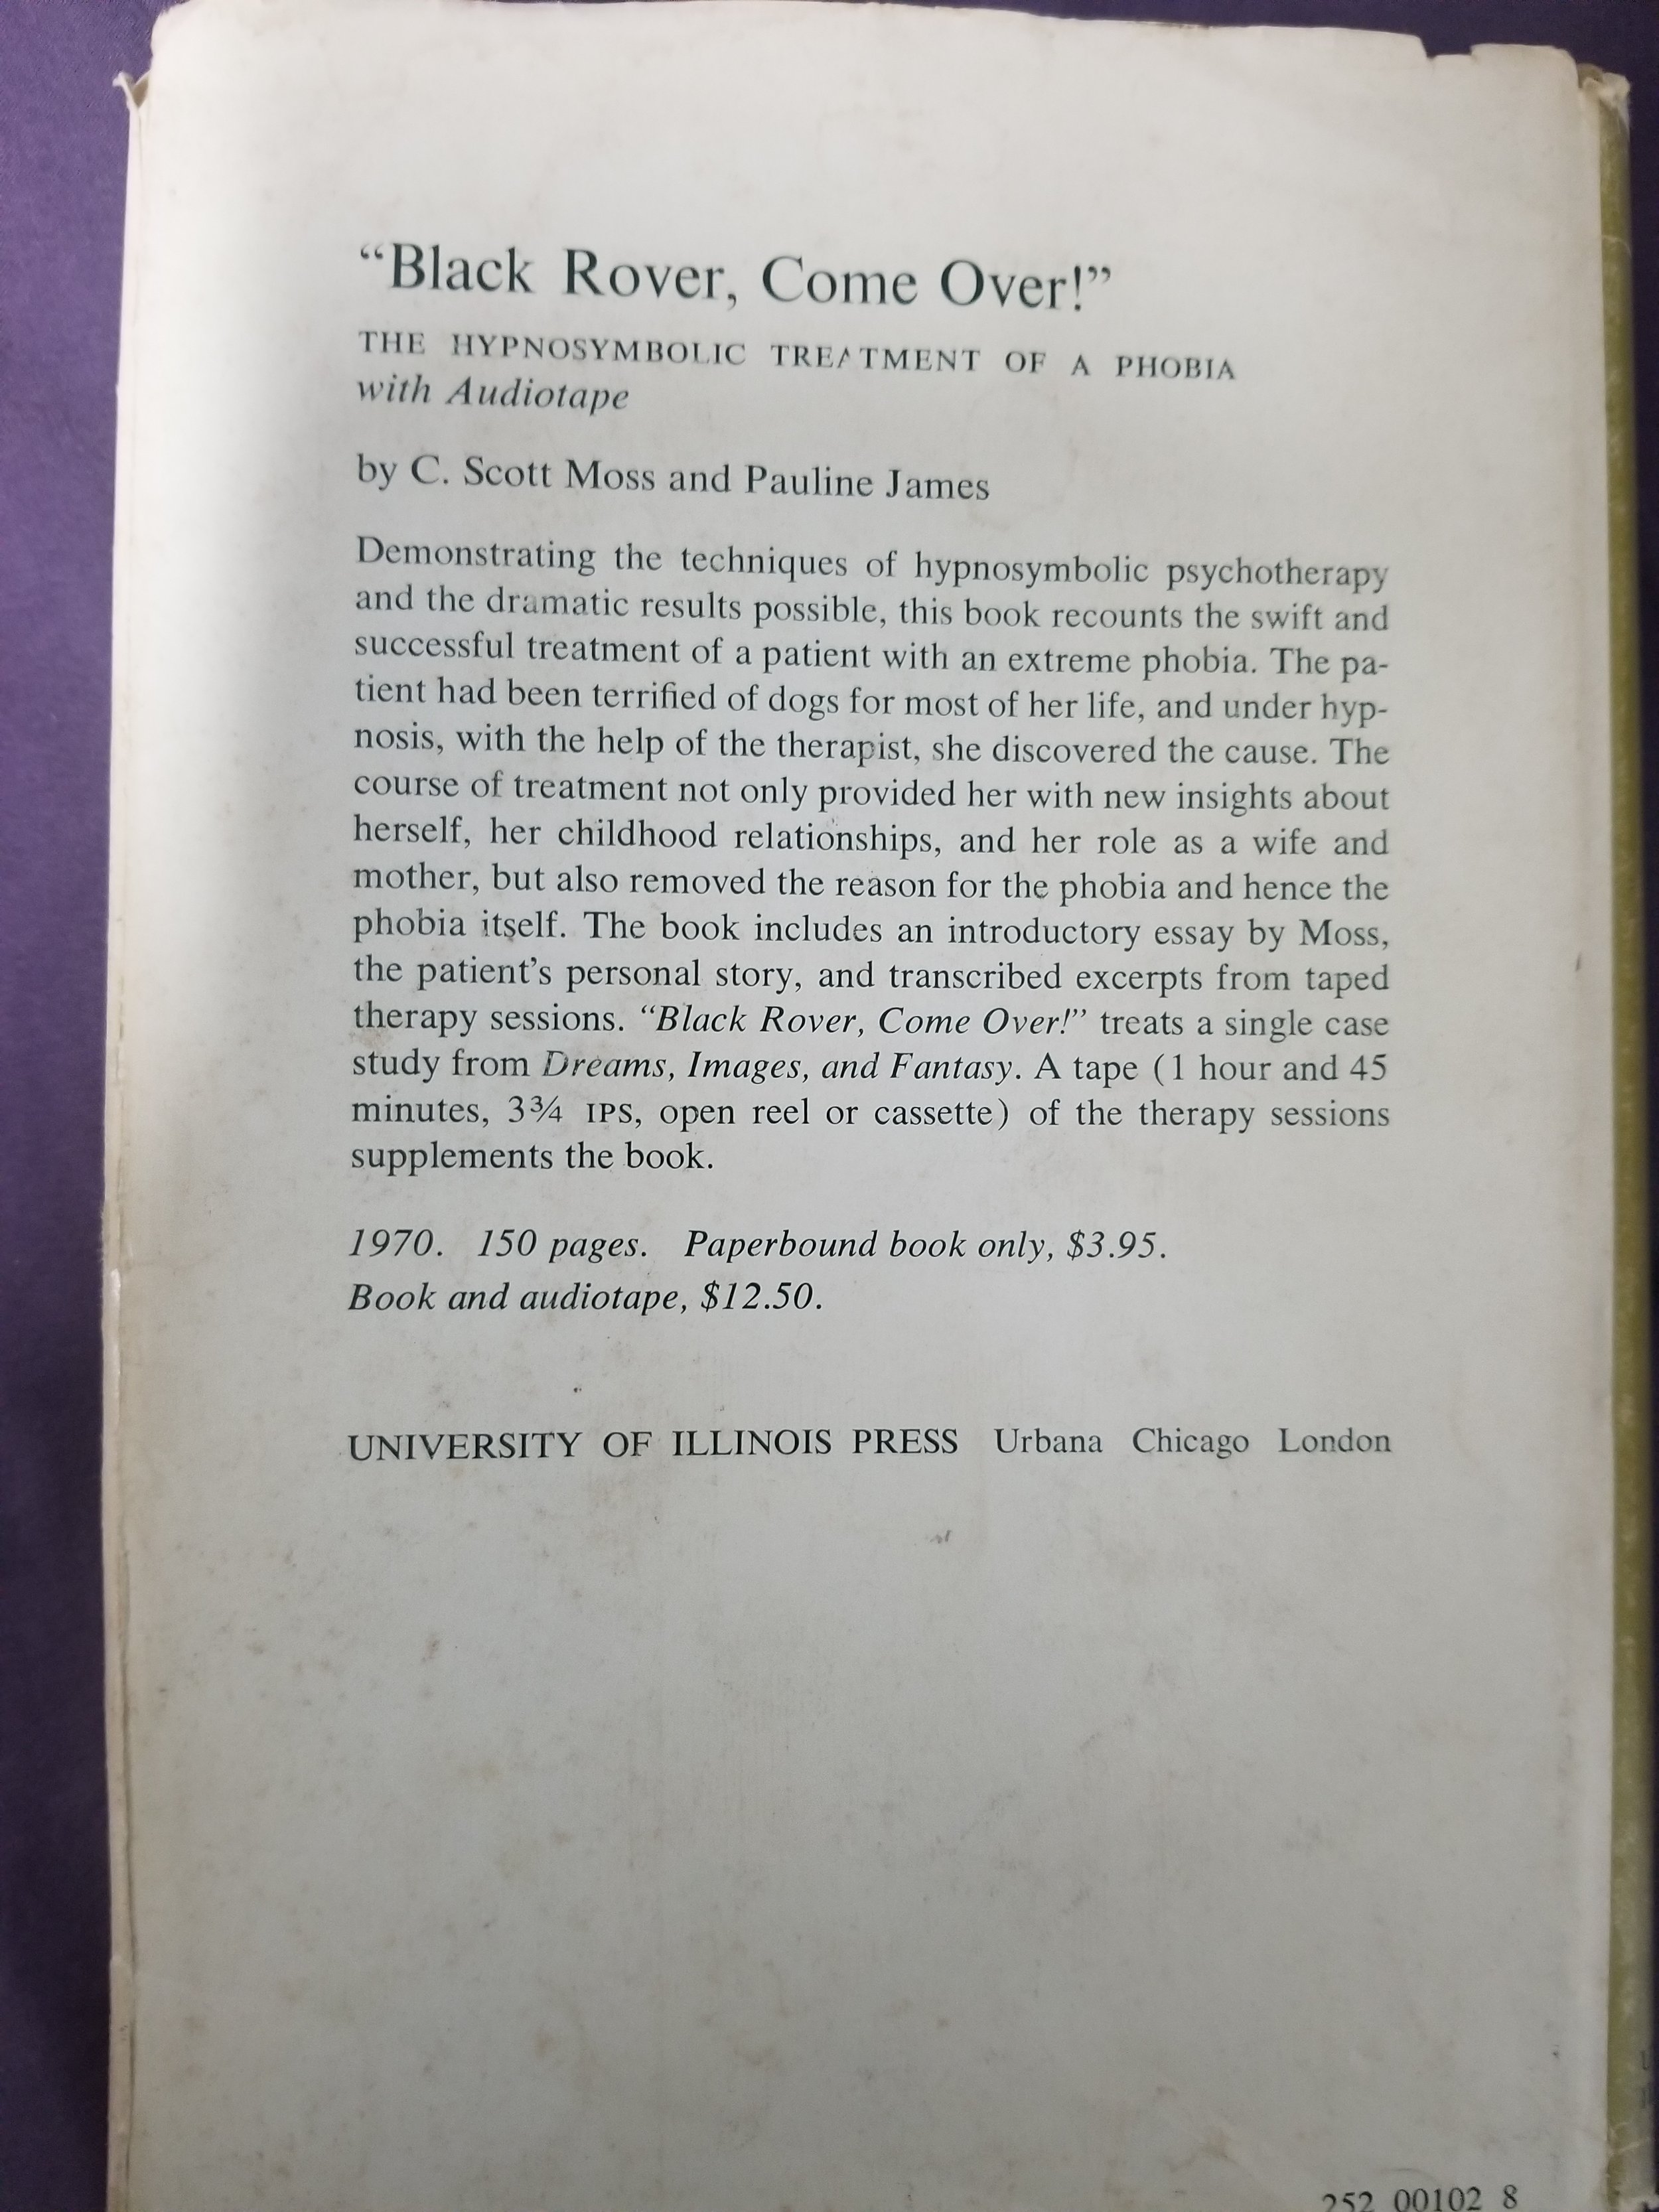 “Black Rover, Come Over!”
THE HYPNOSYMBOLIC TREATMENT OF A PHOBIA
with Audiotape
by C. Scott Moss and Pauline James
Demonstrating the techniques of hypnosymbolic psychotherapy
and the dramatic results possible, this book recounts the swift and
successful treatment of a patient with an extreme phobia. The pa-
tient had been terrified of dogs for most of her life, and under hyp-
nosis, with the help of the therapist, she discovered the cause. The
course of treatment not only provided her with new insights about
herself, her childhood relationships, and her role as a wife and
mother, but also removed the reason for the phobia and hence the
phobia itself. The book includes an introductory essay by Moss,
the patient’s personal story, and transcribed excerpts from taped
therapy sessions. “Black Rover, Come Over!” treats a single case
study from Dreams, Images, and Fantasy. A tape (1 hour and 45
minutes, 3¾ IPS, open reel or cassette) of the therapy sessions
supplements the book.
1970. 150 pages. Paperbound book only, $3.95.
Book and audiotape, $12.50.
UNIVERSITY OF ILLINOIS PRESS Urbana Chicago London
252 00102 8